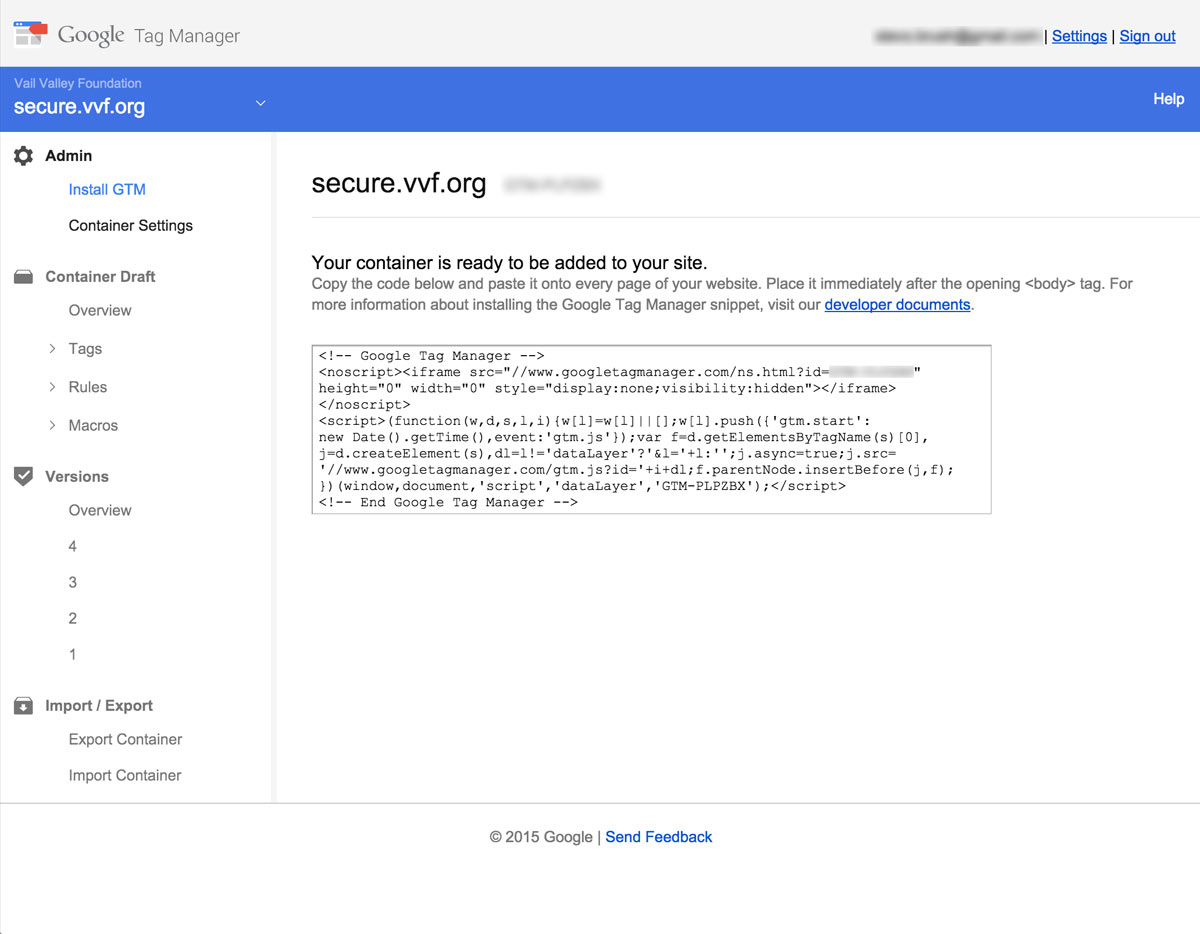 Google Tag Manager
| Settings | Sign out
Vail Valley Foundation
secure.vvf.org
Help
Admin
Install GTM
Container Settings
Container Draft
Overview
Tags
Rules
Macros
Versions
Overview
4
3
2
1
Import / Export
Export Container
Import Container
secure.vvf.org
Your container is ready to be added to your site.
Copy the code below and paste it onto every page of your website. Place it immediately after the opening <body> tag. For
more information about installing the Google Tag Manager snippet, visit our developer documents.
<!-- Google Tag Manager -->
<noscript><iframe src="//www.googletagmanager.com/ns.html?id="
height="0" width="0" style="display:none;visibility:hidden"></iframe>
</noscript>
<script>(function(w,d,s,l,i){w[l]=w[l]||[];w[l].push({'gtm.start':
new Date().getTime(),event:'gtm.js'});var f=d.getElementsByTagName(s)[0],
j=d.createElement(s),dl=l!='dataLayer'?'&l='+l:'';j.async=true;j.src=
'//www.googletagmanager.com/gtm.js?id='+i+dl;f.parentNode.insertBefore(j,f);
})(window,document,'script','dataLayer','GTM-PLPZBX');</script>
<!-- End Google Tag Manager -->
© 2015 Google | Send Feedback